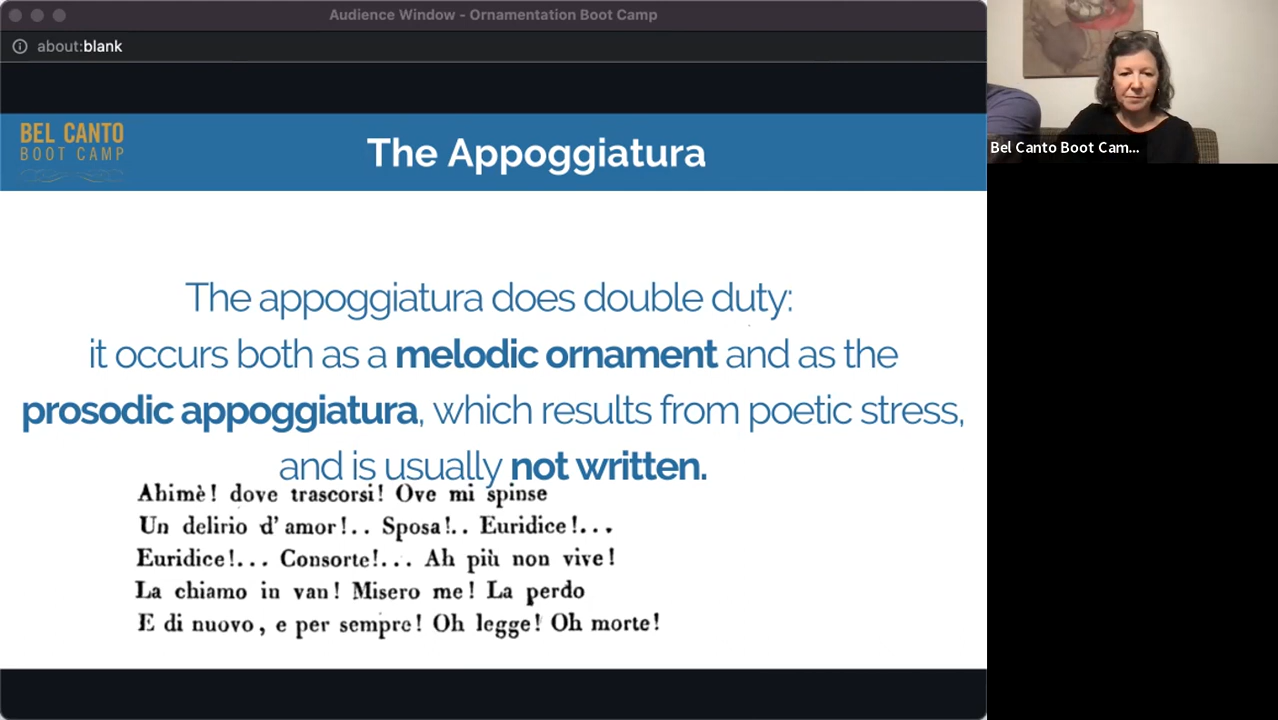 Audience Window - Ornamentation Boot Camp
about:blank
BEL CANTO
BOOT CAMP
The Appoggiatura
Bel Canto Boot Cam...
The appoggiatura does double duty:
it occurs both as a melodic ornament and as the
prosodic appoggiatura, which results from poetic stress,
and is usually not written.
Ahimè! dove trascorsi! Ove mi spinse
Un delirio d'amor!.. Sposa!.. Euridice!...
Euridice!... Consorte!... Ah più non vive!
La chiamo in van! Misero me! La perdo
E di nuovo, e per sempre! Oh legge! Oh morte!